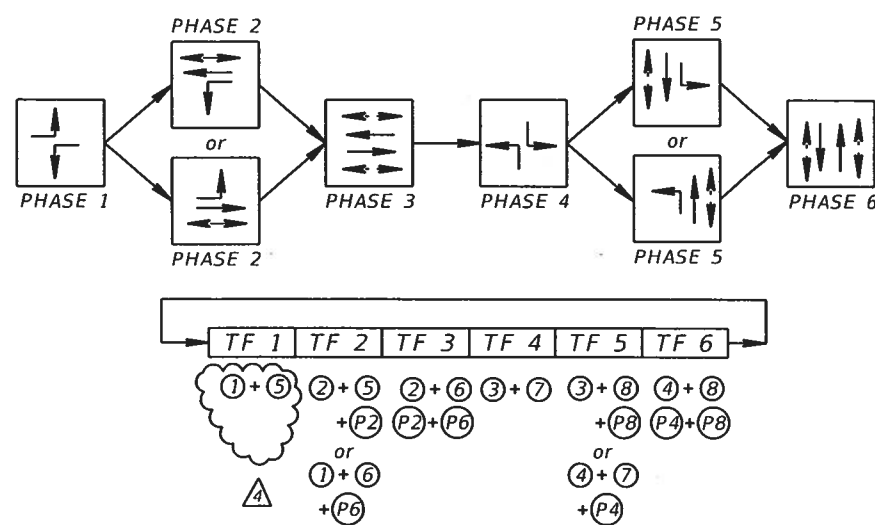 PHASE 2
PHASE 5
or
or
PHASE 1
PHASE 3
PHASE 4
PHASE 6
PHASE 2
PHASE 5
TF 1 TF 2 TF 3 TF 4 TF 5 TF 6
1 + 5 2 + 5 2 + 6 3 + 7 3 + 8 4 + 8
+ P2 P2 + P6 + P8 P4 + P8
or or
1 + 6 4 + 7
4 + P6 + P4